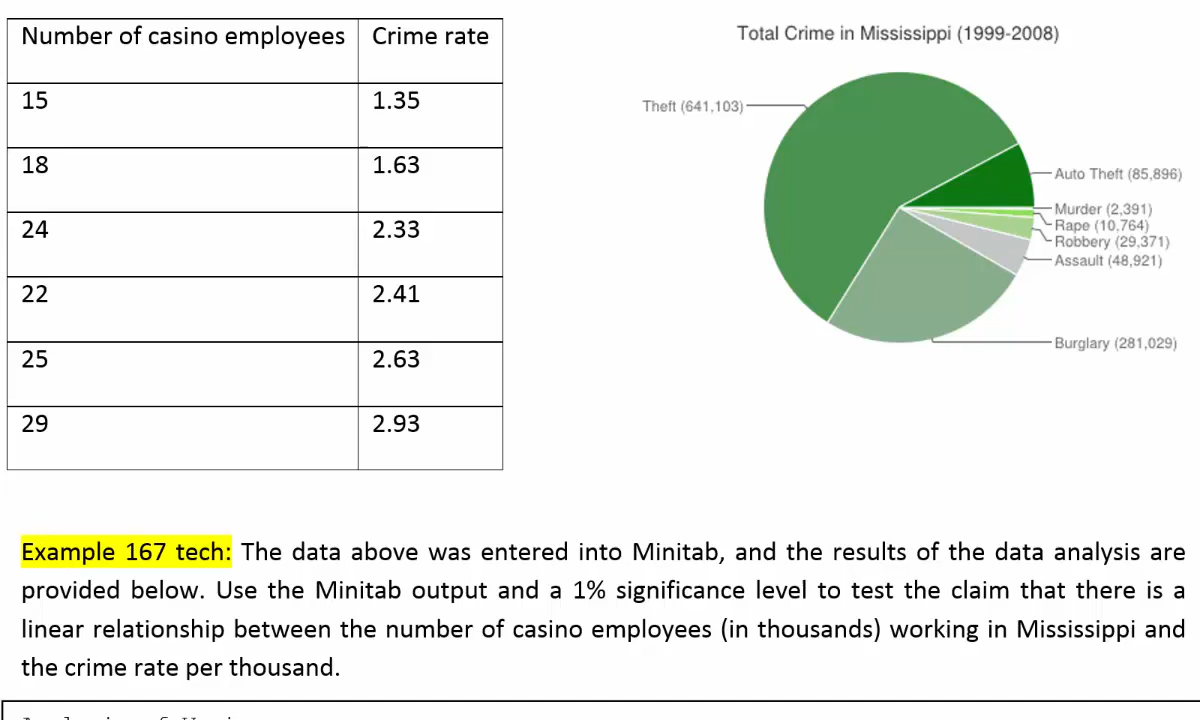 Number of casino employees Crime rate
15 1.35
18 1.63
24 2.33
22 2.41
25 2.63
29 2.93
Total Crime in Mississippi (1999-2008)
Theft (641,103)
Auto Theft (85,896)
Murder (2,391)
Rape (10,764)
Robbery (29,371)
Assault (48,921)
Burglary (281,029)
Example 167 tech: The data above was entered into Minitab, and the results of the data analysis are
provided below. Use the Minitab output and a 1% significance level to test the claim that there is a
linear relationship between the number of casino employees (in thousands) working in Mississippi and
the crime rate per thousand.